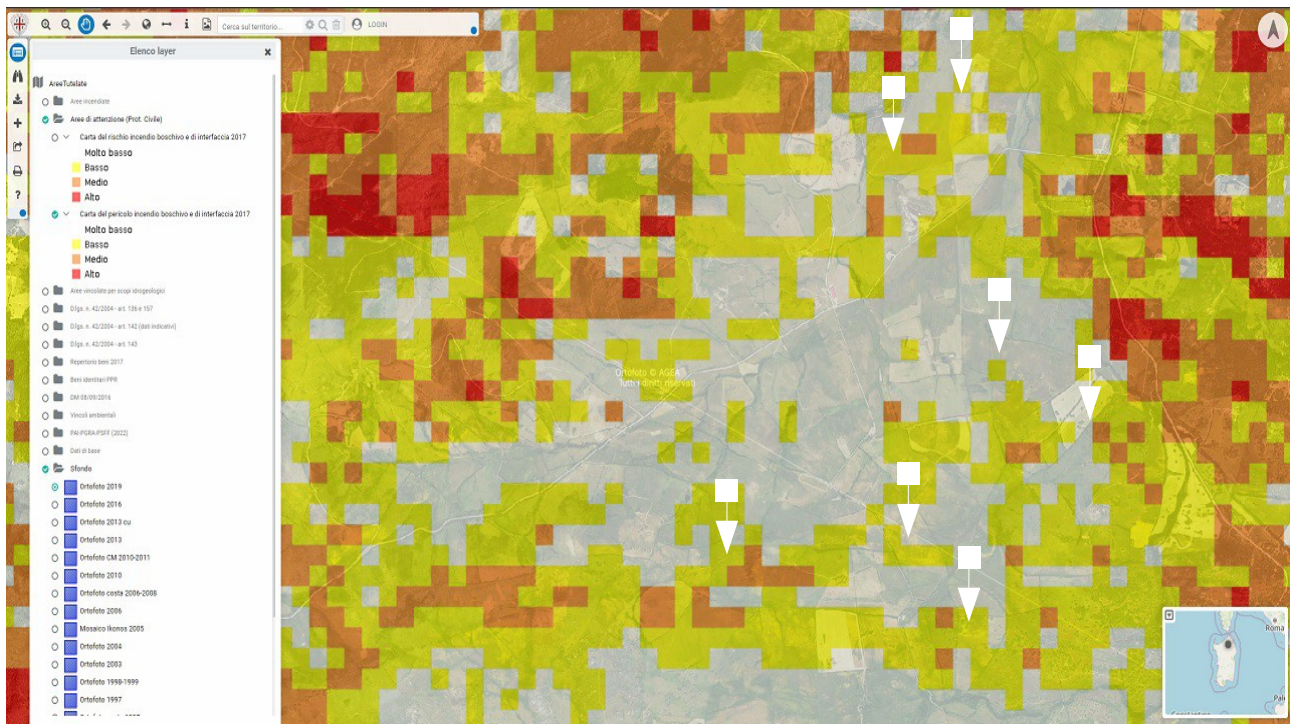 Cerca sul territorio...
LOGIN
Elenco layer
AreeTutelate
Aree incendiate
Aree di attenzione (Prot. Civile)
Carta del rischio incendio boschivo e di interfaccia 2017
Molto basso
Basso
Medio
Alto
Carta del pericolo incendio boschivo e di interfaccia 2017
Molto basso
Basso
Medio
Alto
Aree vincolate per scopi idrogeologici
D.lgs. n. 42/2004 - art. 136 e 157
D.lgs. n. 42/2004 - art. 142 (dati indicativi)
D.lgs. n. 42/2004 - art. 143
Repertorio beni 2017
Beni identitari PPR
DM 08/09/2016
Vincoli ambientali
PAI-PGRA-PSFF (2022)
Dati di base
Sfondo
Ortofoto 2019
Ortofoto 2016
Ortofoto 2013 cu
Ortofoto 2013
Ortofoto CM 2010-2011
Ortofoto 2010
Ortofoto costa 2006-2008
Ortofoto 2006
Mosaico Ikonos 2005
Ortofoto 2004
Ortofoto 2003
Ortofoto 1998-1999
Ortofoto 1997
Ortofoto © AGEA
Tutti i diritti riservati
Roma
Pal